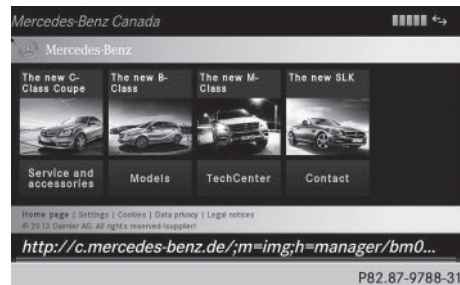 Mercedes-Benz Canada
Mercedes-Benz
The new C-Class Coupe
The new B-Class
The new M-Class
The new SLK
Service and accessories
Models
TechCenter
Contact
Home page | Settings | Cookies | Data privacy | Legal notices
© 2013 Daimler AG. All rights reserved (supplier)
http://c.mercedes-benz.de/;m=img;h=manager/bm0...
P82.87-9788-31